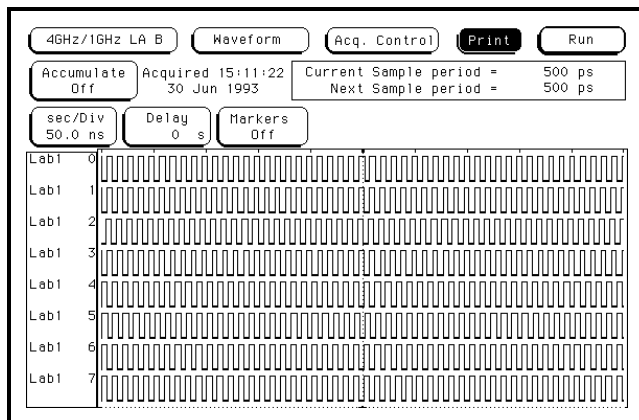 4GHz/1GHz LA B Waveform Acq. Control Print Run
Accumulate Off
Acquired 15:11:22
30 Jun 1993
Current Sample period = 500 ps
Next Sample period = 500 ps
sec/Div
50.0 ns
Delay
0 s
Markers
Off
Lab1 0
Lab1 1
Lab1 2
Lab1 3
Lab1 4
Lab1 5
Lab1 6
Lab1 7